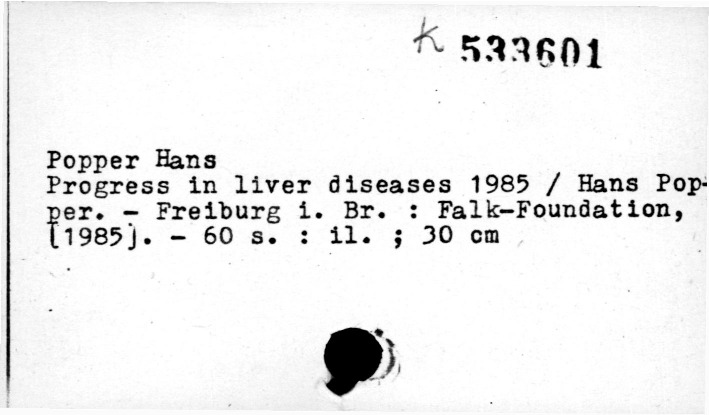 K 533601
Popper Hans
Progress in liver diseases 1985 / Hans Pop-
per. - Freiburg i. Br. : Falk-Foundation,
[1985]. - 60 s. : il. ; 30 cm